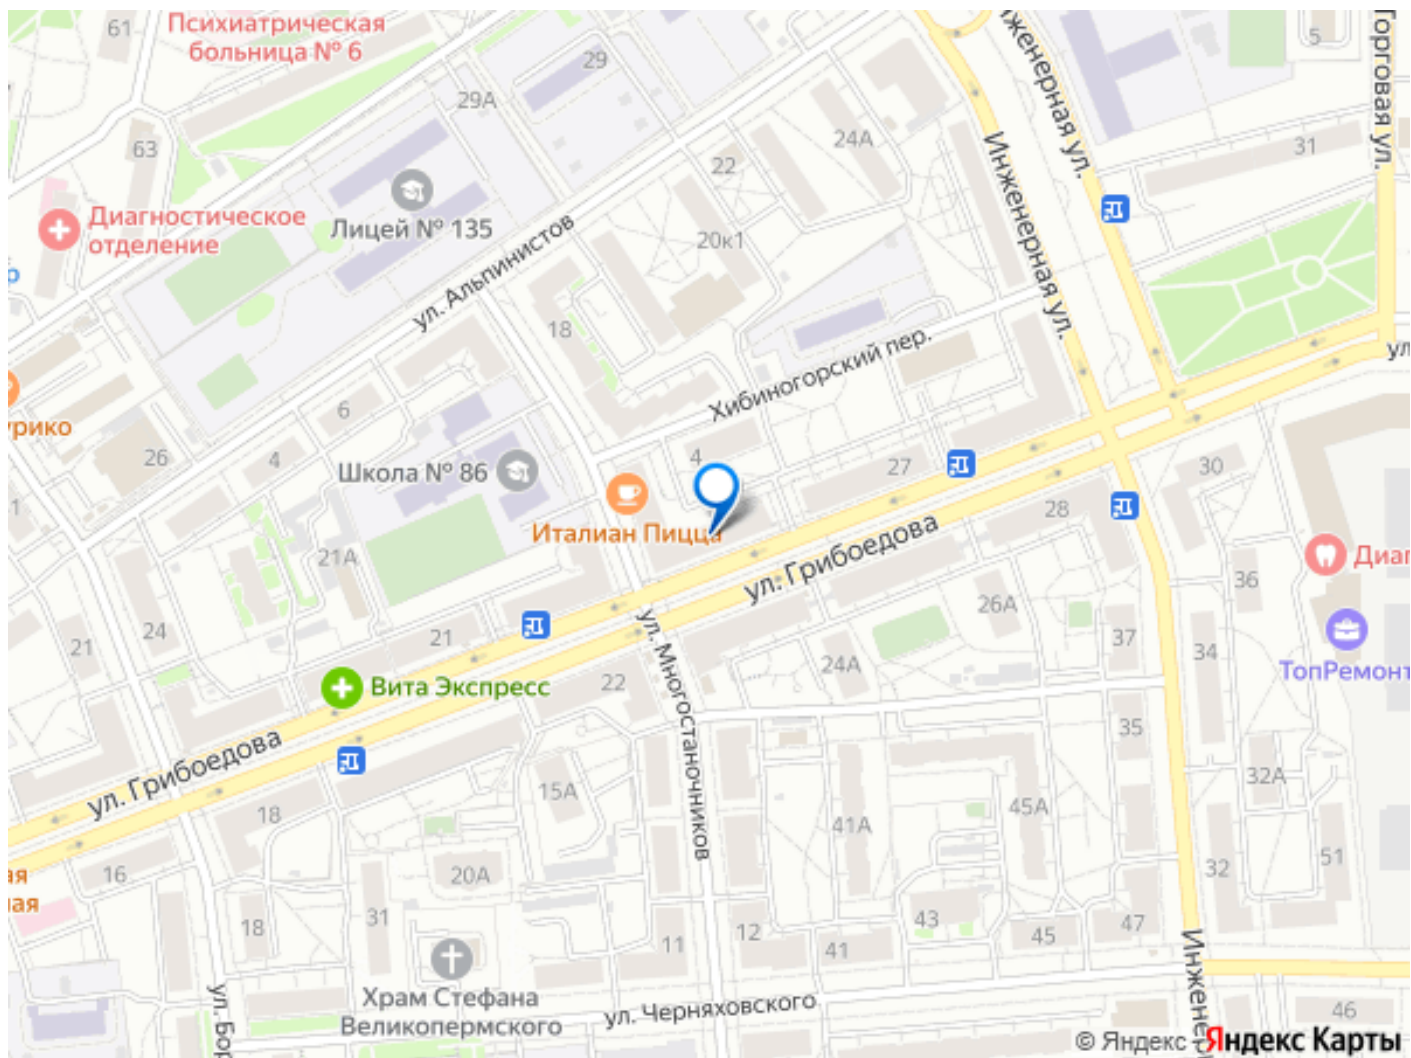 61
Психиатрическая
больница № 6
29
29А
63
Лицей № 135
Диагностическое
отделение
ул. Альпинистов
22
24А
20к1
18
Инженерная ул.
Инженерная ул.
Торговая ул.
5
31
Хибиногорский пер.
6
4
26
Школа № 86
4
Италиан Пицца
27
ул. Грибоедова
28
30
36
ТопРемонт
21А
24
21
21
Вита Экспресс
22
ул. Многостаночников
24А
26А
37
34
35
32А
ул. Грибоедова
18
16
15А
20А
31
18
41А
45А
43
45
47
32
51
11
12
41
Храм Стефана
Великопермского
ул. Черняховского
46
© Яндекс
Яндекс Карты